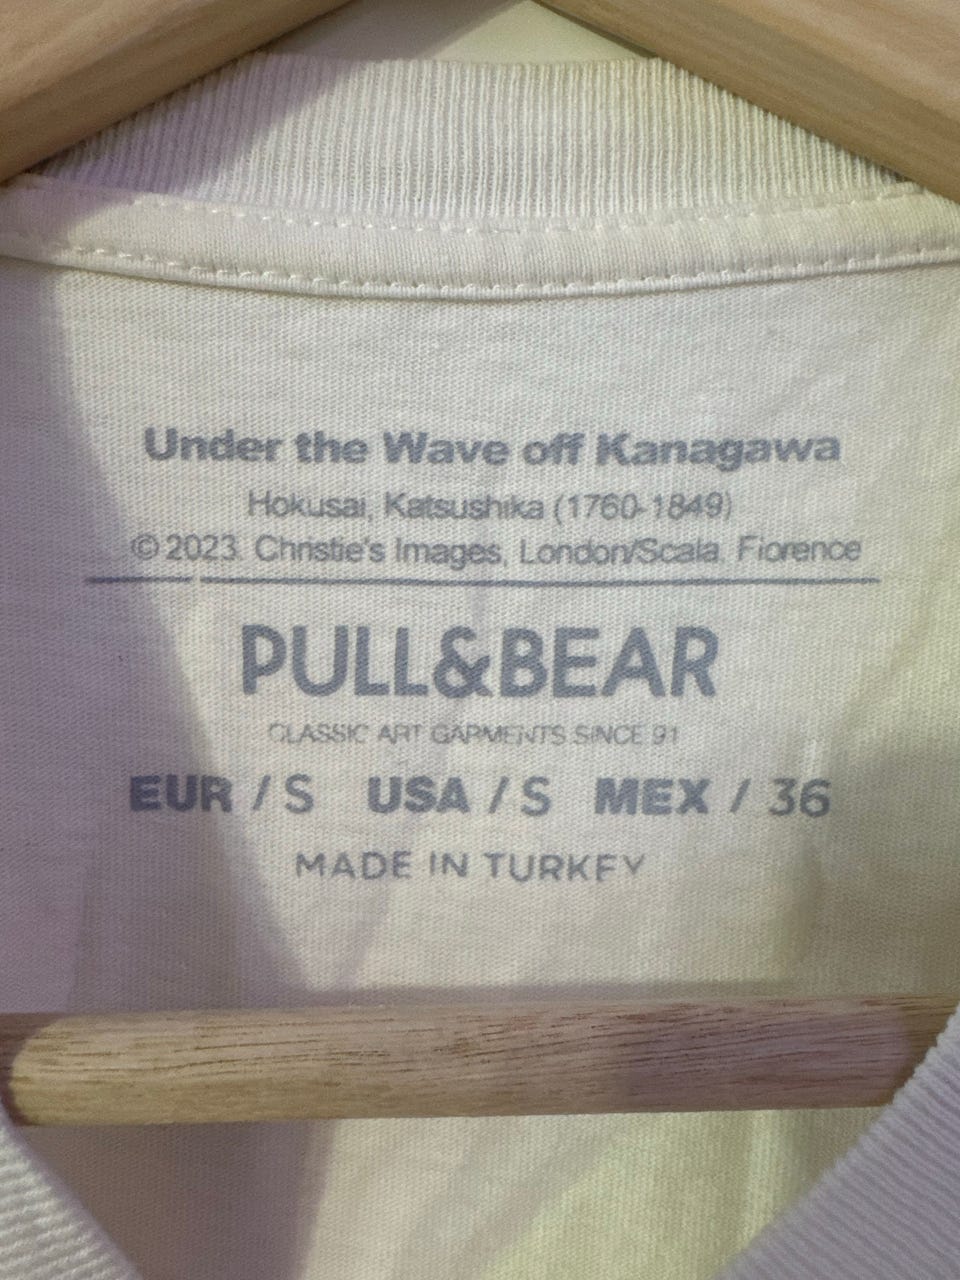 Under the Wave off Kanagawa
Hokusai, Katsushika (1760-1849)
© 2023. Christie's Images, London/Scala. Florence
PULL&BEAR
CLASSIC ART GARMENTS SINCE 91
EUR / S USA / S MEX / 36
MADE IN TURKEY